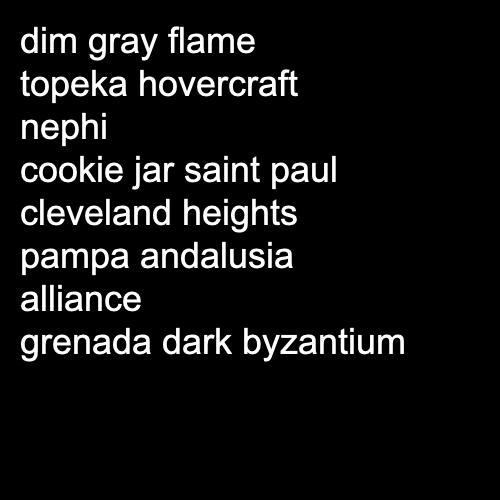 dim gray flame
topeka hovercraft
nephi
cookie jar saint paul
cleveland heights
pampa andalusia
alliance
grenada dark byzantium